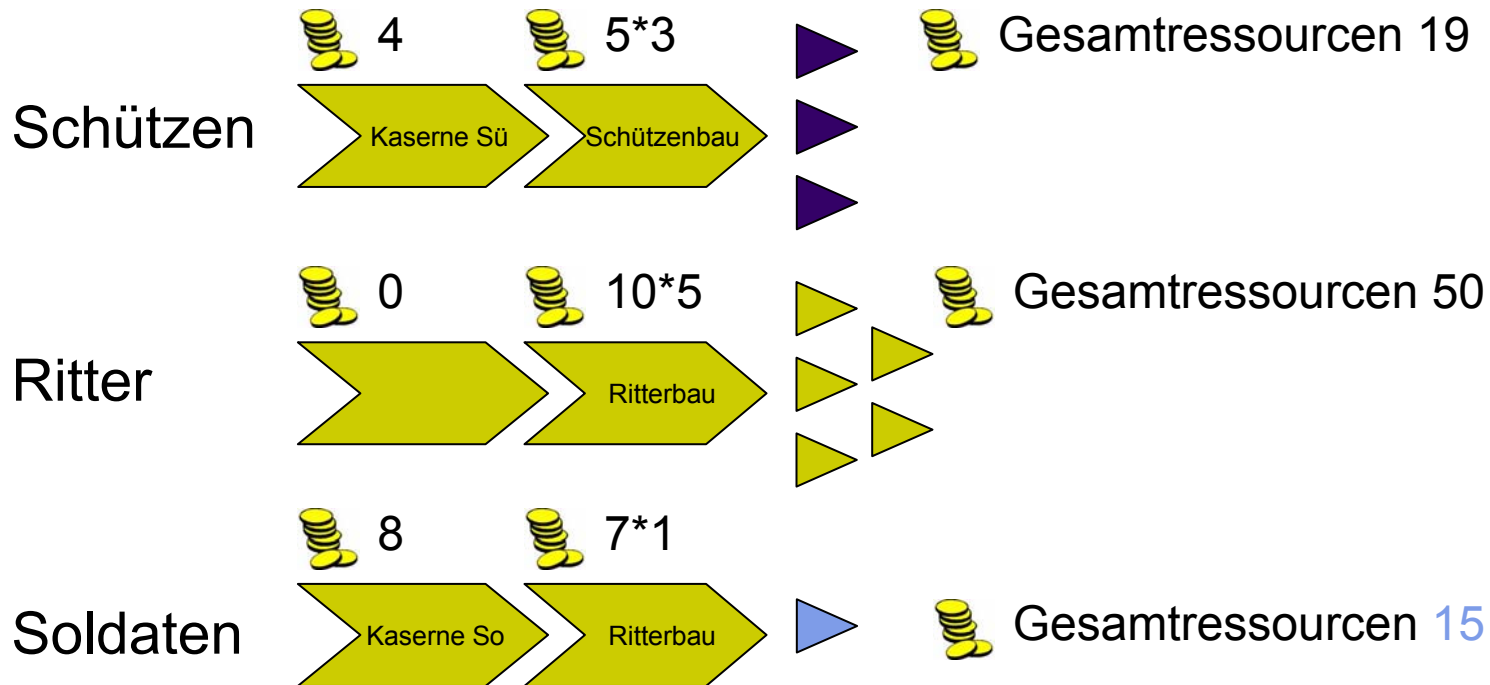 4 5*3 Gesamtressourcen 19
Schützen Kaserne Sü Schützenbau
0 10*5 Gesamtressourcen 50
Ritter Ritterbau
8 7*1
Soldaten Kaserne So Ritterbau Gesamtressourcen 15